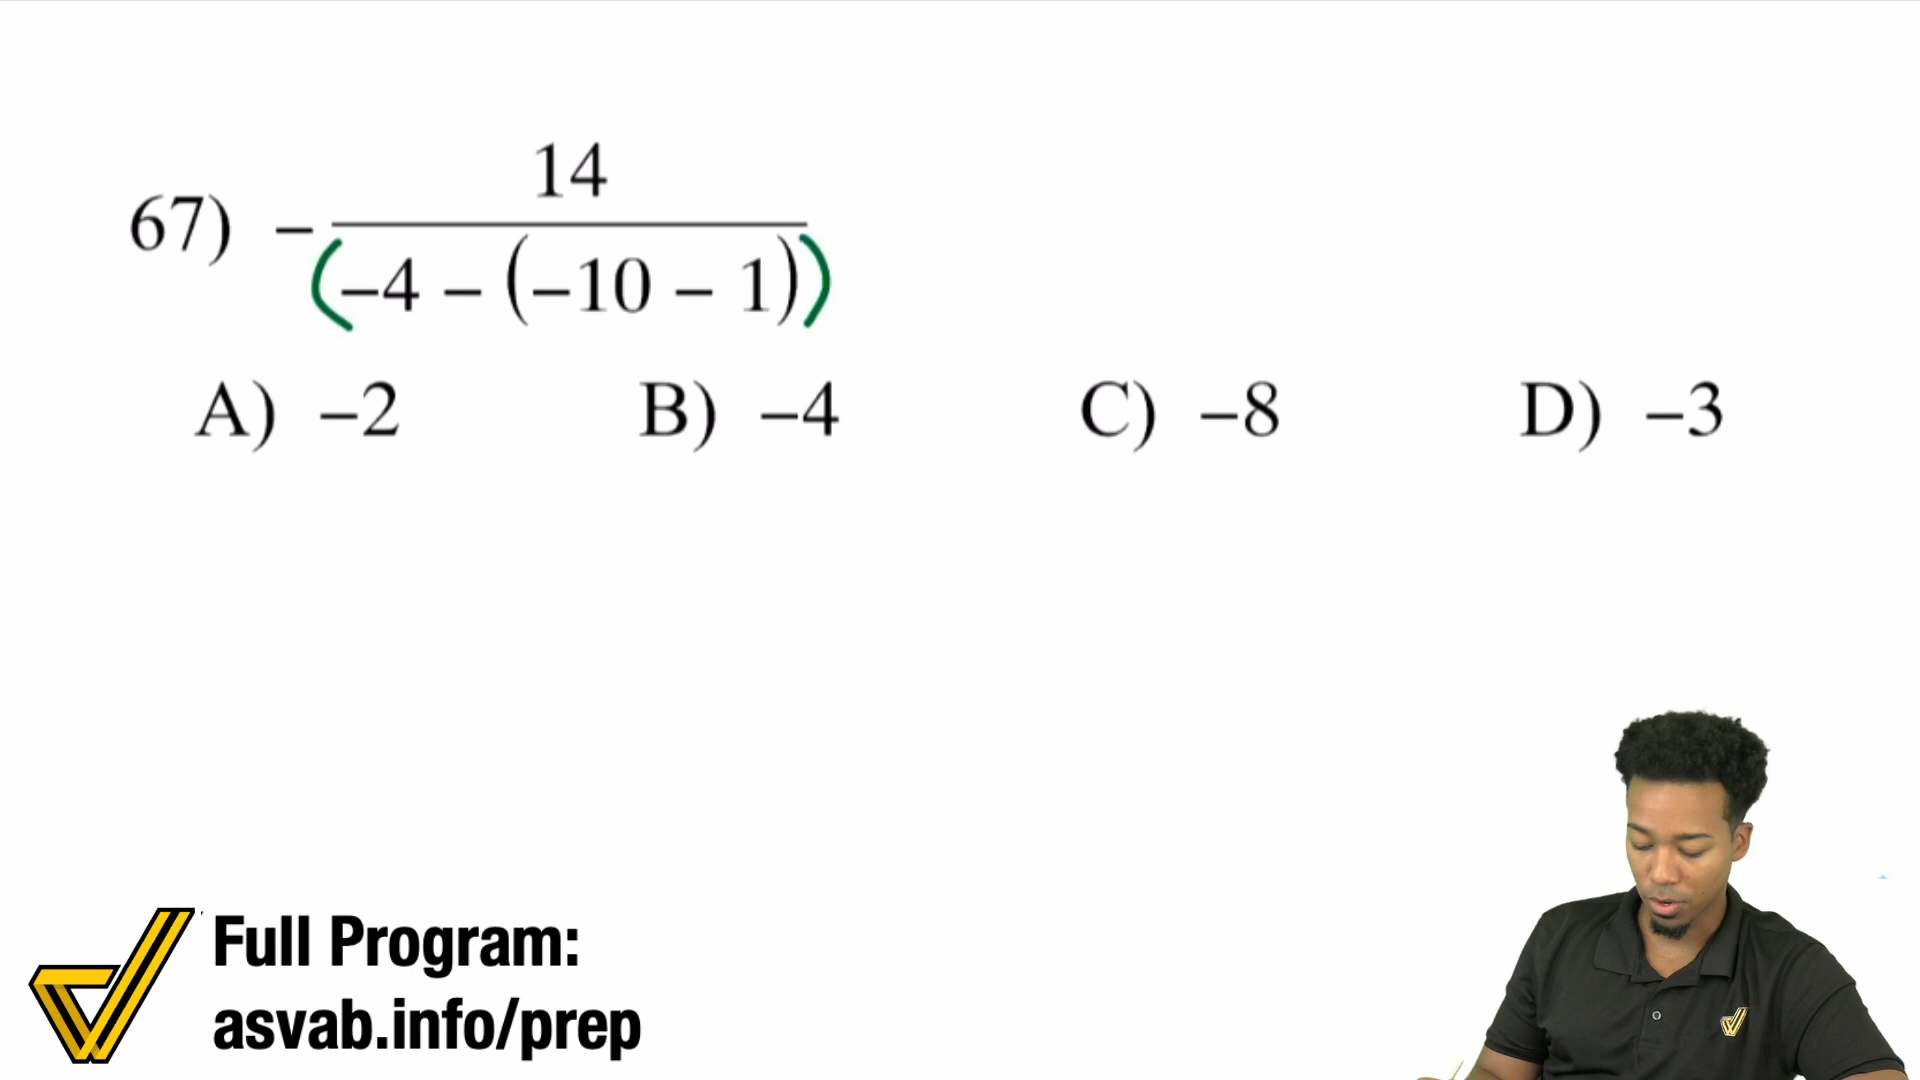 67) − 14
(−4 − (−10 − 1))
A) −2 B) −4 C) −8 D) −3
Full Program:
asvab.info/prep